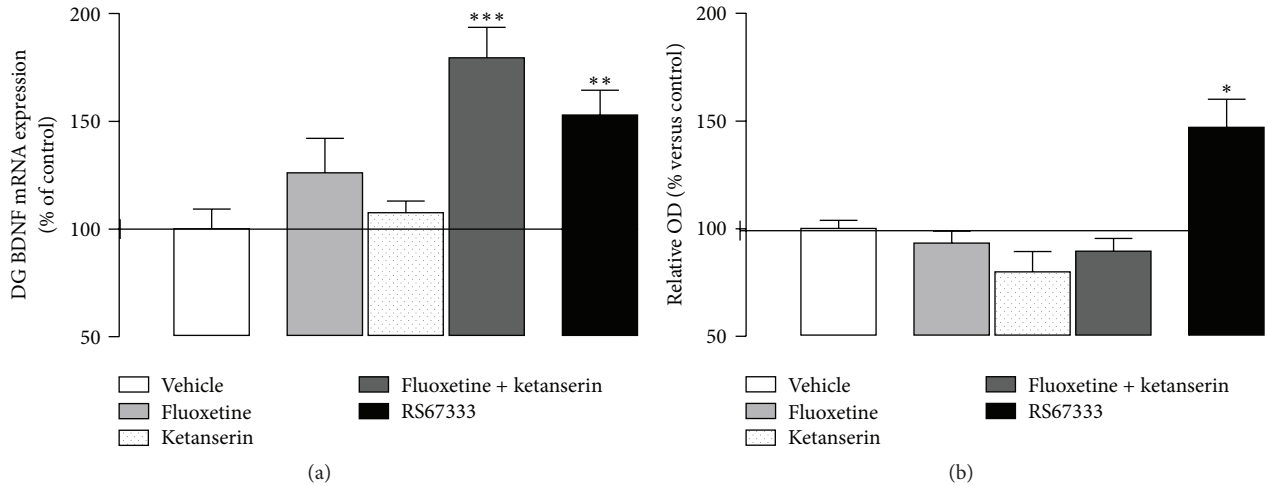 200
150
100
50
DG BDNF mRNA expression
(% of control)
***
**
Vehicle
Fluoxetine
Ketanserin
Fluoxetine + ketanserin
RS67333
(a)
200
150
100
50
Relative OD (% versus control)
*
Vehicle
Fluoxetine
Ketanserin
Fluoxetine + ketanserin
RS67333
(b)